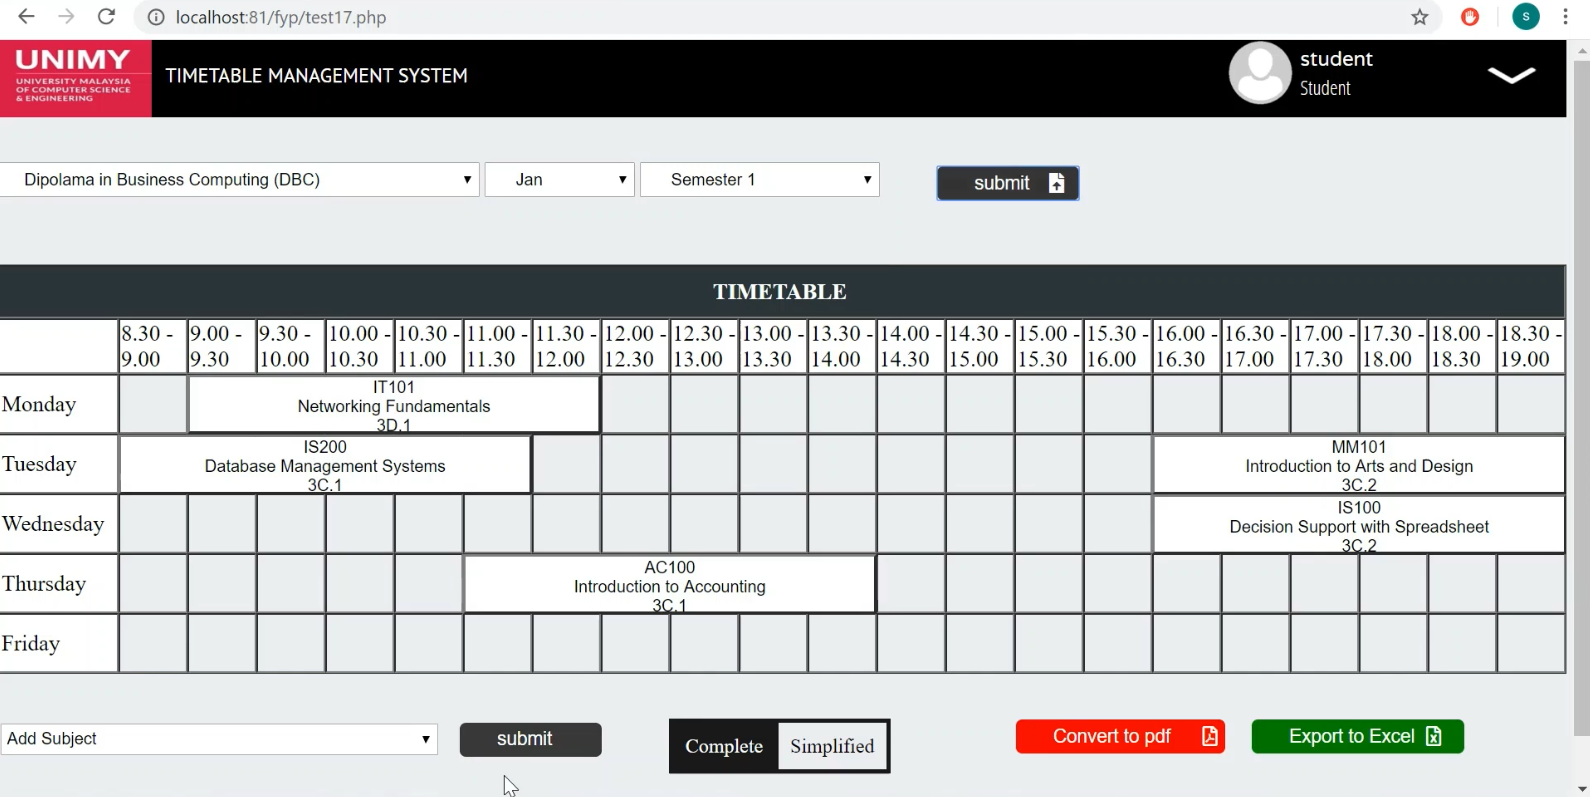 localhost:81/fyp/test17.php
S
UNIMY
UNIVERSITY MALAYSIA
OF COMPUTER SCIENCE
& ENGINEERING
TIMETABLE MANAGEMENT SYSTEM
student
Student
Dipolama in Business Computing (DBC)
Jan
Semester 1
submit
TIMETABLE
8.30 - 9.00 - 9.30 - 10.00 - 10.30 - 11.00 - 11.30 - 12.00 - 12.30 - 13.00 - 13.30 - 14.00 - 14.30 - 15.00 - 15.30 - 16.00 - 16.30 - 17.00 - 17.30 - 18.00 - 18.30 -
9.00 9.30 10.00 10.30 11.00 11.30 12.00 12.30 13.00 13.30 14.00 14.30 15.00 15.30 16.00 16.30 17.00 17.30 18.00 18.30 19.00
Monday
IT101
Networking Fundamentals
3D.1
Tuesday
IS200
Database Management Systems
3C.1
MM101
Introduction to Arts and Design
3C.2
Wednesday
IS100
Decision Support with Spreadsheet
3C.2
Thursday
AC100
Introduction to Accounting
3C.1
Friday
Add Subject
submit
Complete
Simplified
Convert to pdf
Export to Excel